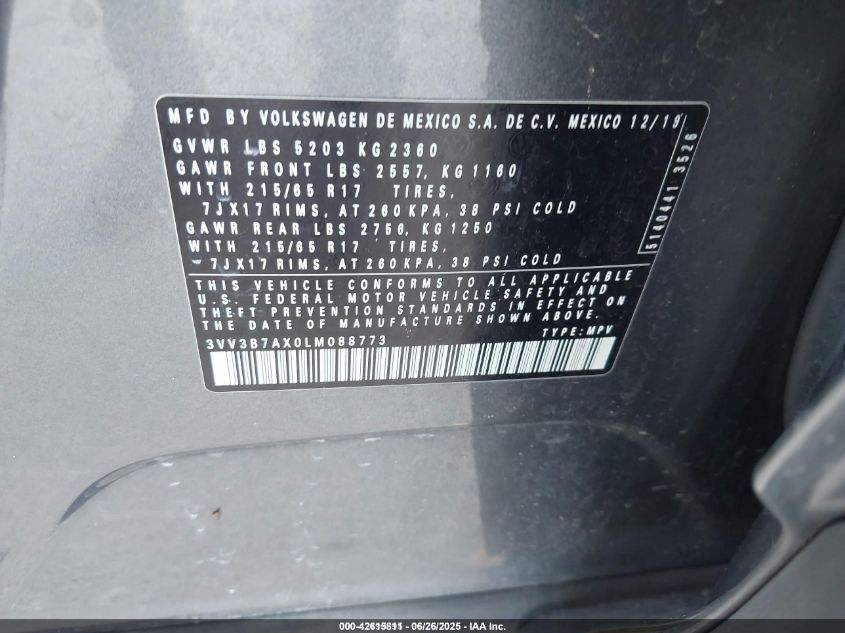 MFD BY VOLKSWAGEN DE MEXICO S.A. DE C.V. MEXICO 12/19
GVWR LBS 5203 KG 2360
GAWR FRONT LBS 2557, KG 1160
WITH 215/65 R17 TIRES,
7JX17 RIMS, AT 260 KPA, 38 PSI COLD
GAWR REAR LBS 2756, KG 1250
WITH 215/65 R17 TIRES,
- 7JX17 RIMS, AT 260 KPA, 38 PSI COLD
5140441 3526
THIS VEHICLE CONFORMS TO ALL APPLICABLE
U.S. FEDERAL MOTOR VEHICLE SAFETY AND
THEFT PREVENTION STANDARDS IN EFFECT ON
THE DATE OF MANUFACTURE SHOWN ABOVE.
3VV3B7AX0LM088773 TYPE: MPV
000-42615811 - 06/26/2025 - IAA Inc.